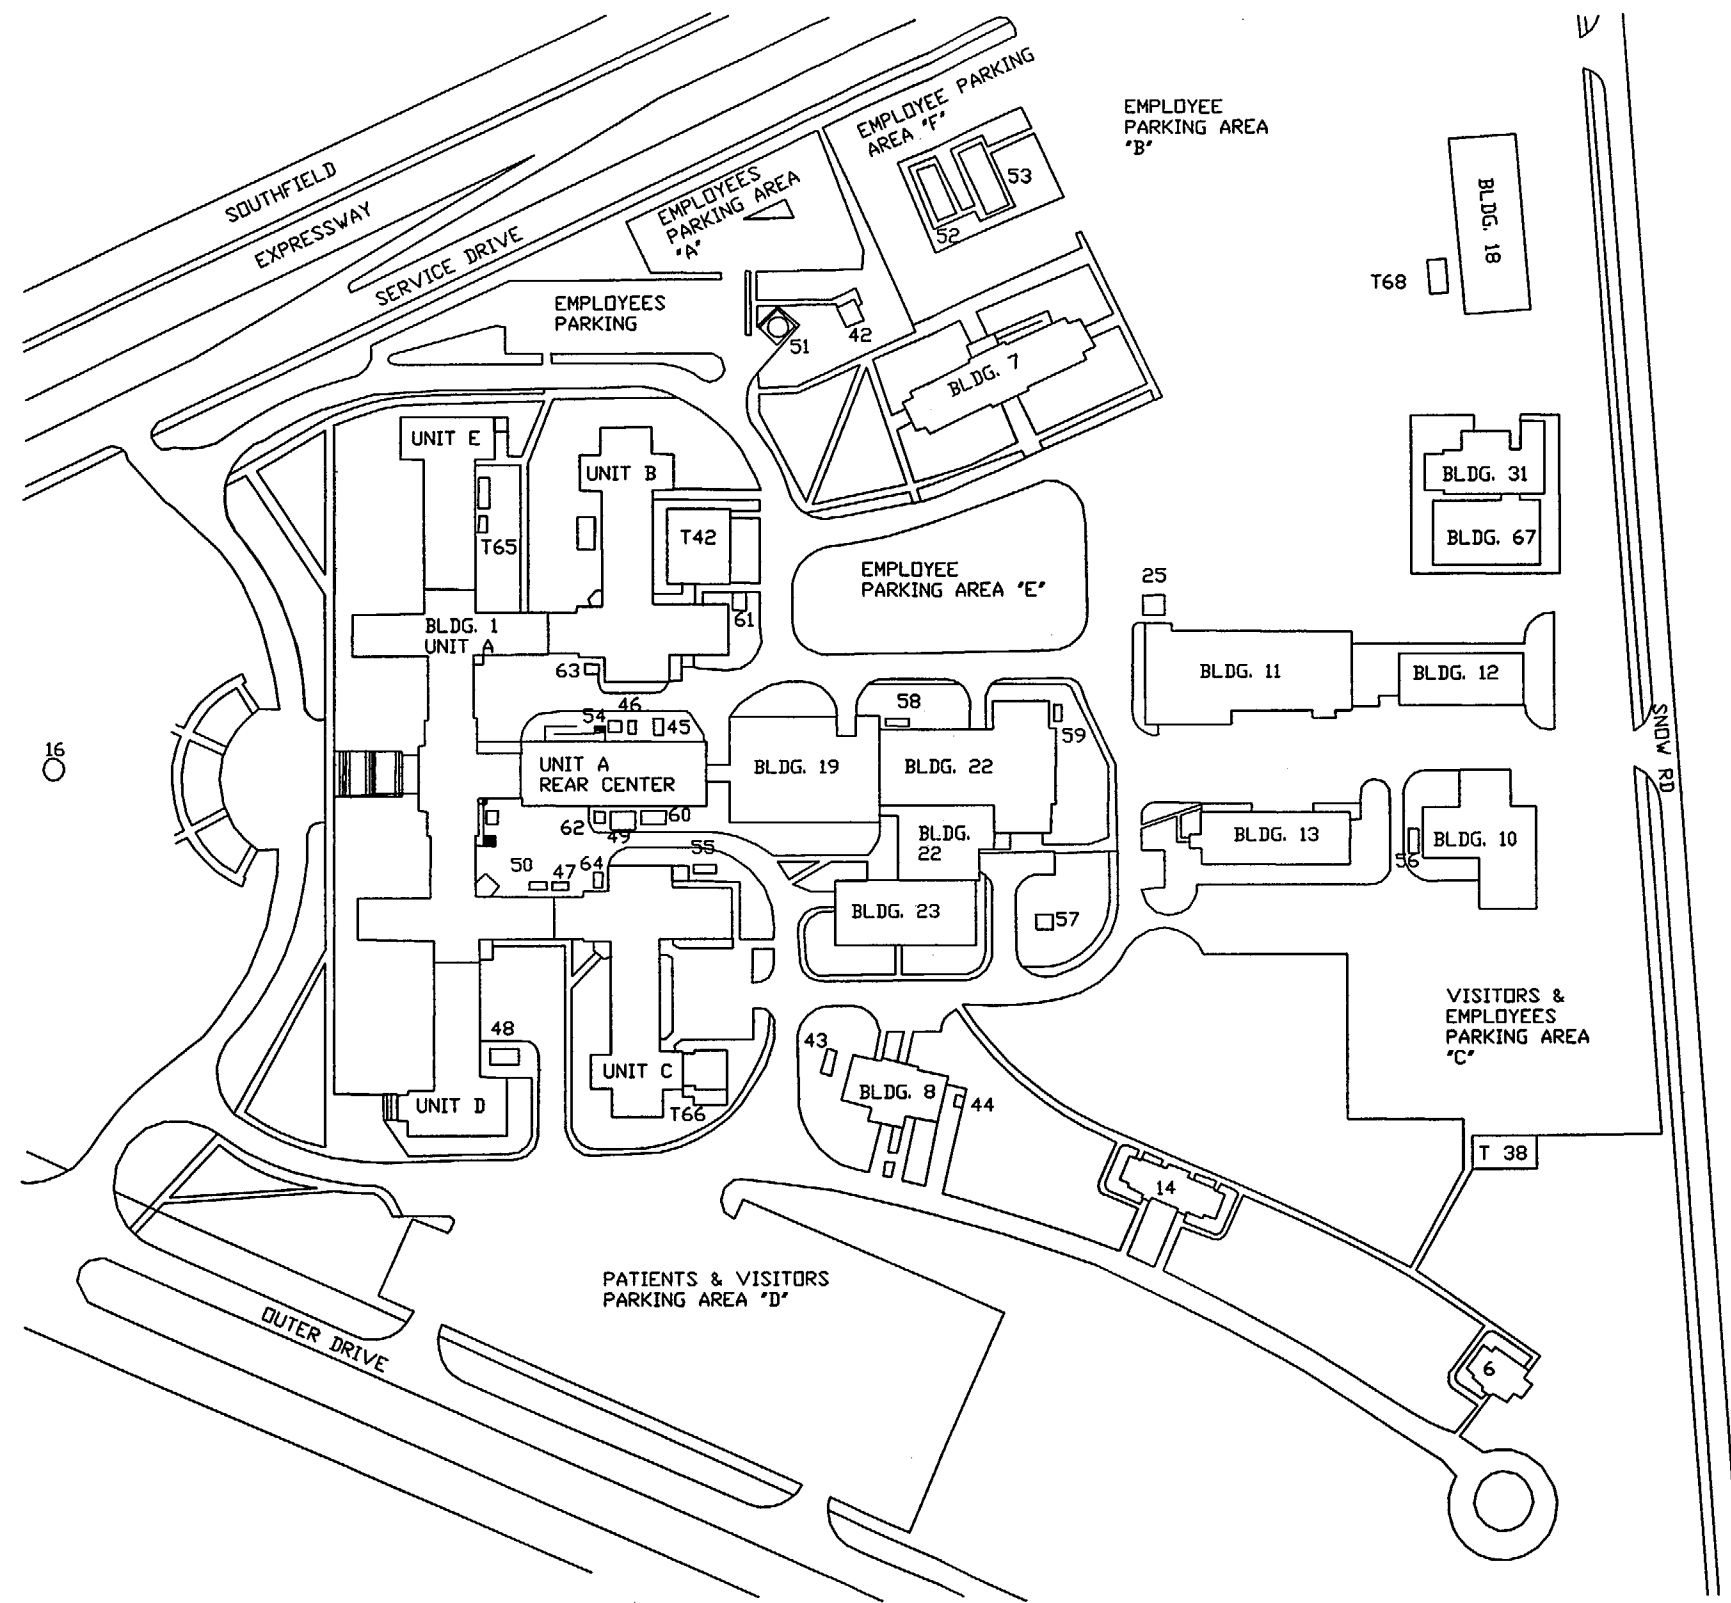 SOUTHFIELD
EXPRESSWAY
SERVICE DRIVE
EMPLOYEES
PARKING AREA
"A"
EMPLOYEE PARKING
AREA "F"
EMPLOYEE
PARKING AREA
"B"
53
52
BLDG. 18
T68
EMPLOYEES
PARKING
51
42
BLDG. 7
UNIT E
UNIT B
T65
T42
BLDG. 31
BLDG. 67
EMPLOYEE
PARKING AREA "E"
25
61
BLDG. 1
UNIT A
63
BLDG. 11
BLDG. 12
46
54
45
58
59
SNOW RD
16
UNIT A
REAR CENTER
BLDG. 19
BLDG. 22
62
49
60
BLDG.
22
BLDG. 13
BLDG. 10
56
50
47
64
55
BLDG. 23
57
VISITORS &
EMPLOYEES
PARKING AREA
"C"
48
43
UNIT C
UNIT D
T66
BLDG. 8
44
T 38
14
PATIENTS & VISITORS
PARKING AREA "D"
OUTER DRIVE
6